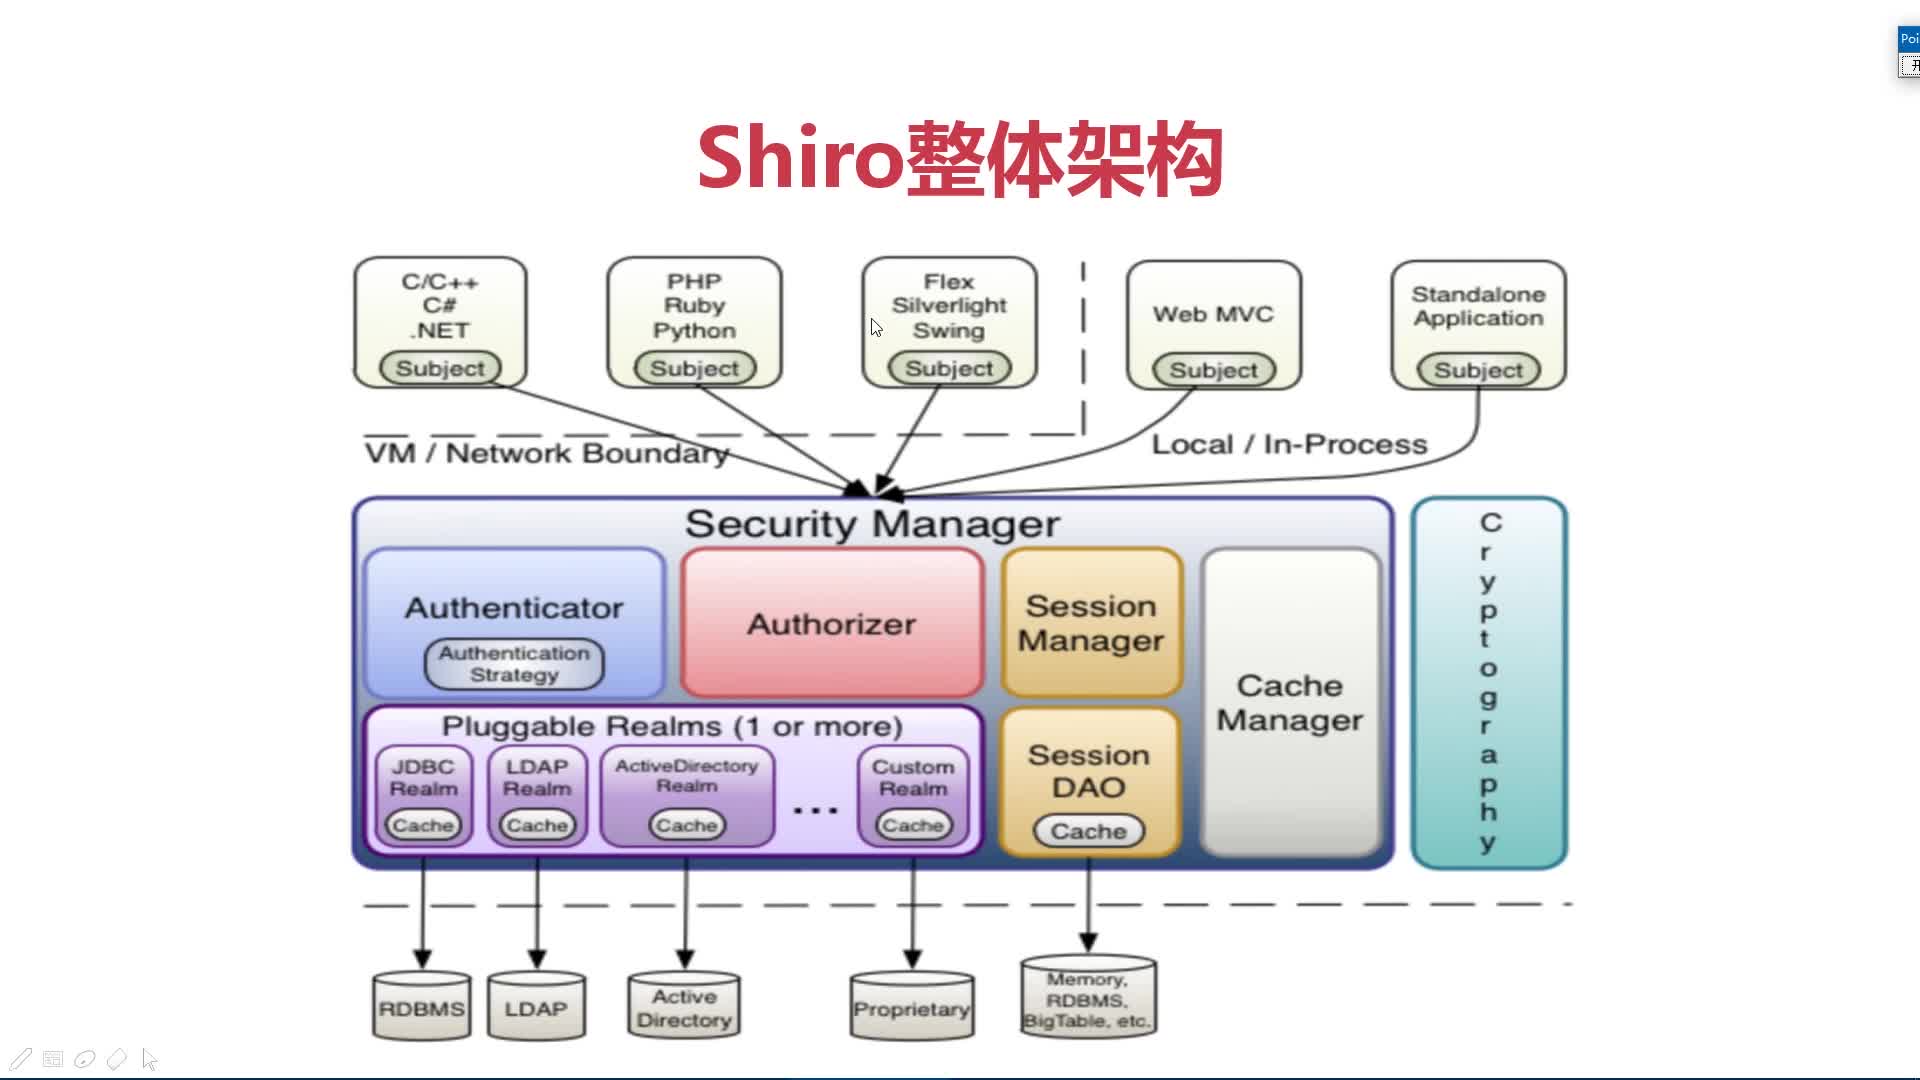 Poi
开
Shiro整体架构
C/C++
C#
.NET
Subject
PHP
Ruby
Python
Subject
Flex
Silverlight
Swing
Subject
Web MVC
Subject
Standalone
Application
Subject
VM / Network Boundary
Local / In-Process
Security Manager
Authenticator
Authentication
Strategy
Authorizer
Session
Manager
Cache
Manager
Cryptography
Pluggable Realms (1 or more)
JDBC
Realm
Cache
LDAP
Realm
Cache
ActiveDirectory
Realm
Cache
...
Custom
Realm
Cache
Session
DAO
Cache
RDBMS
LDAP
Active
Directory
Proprietary
Memory,
RDBMS,
BigTable, etc.